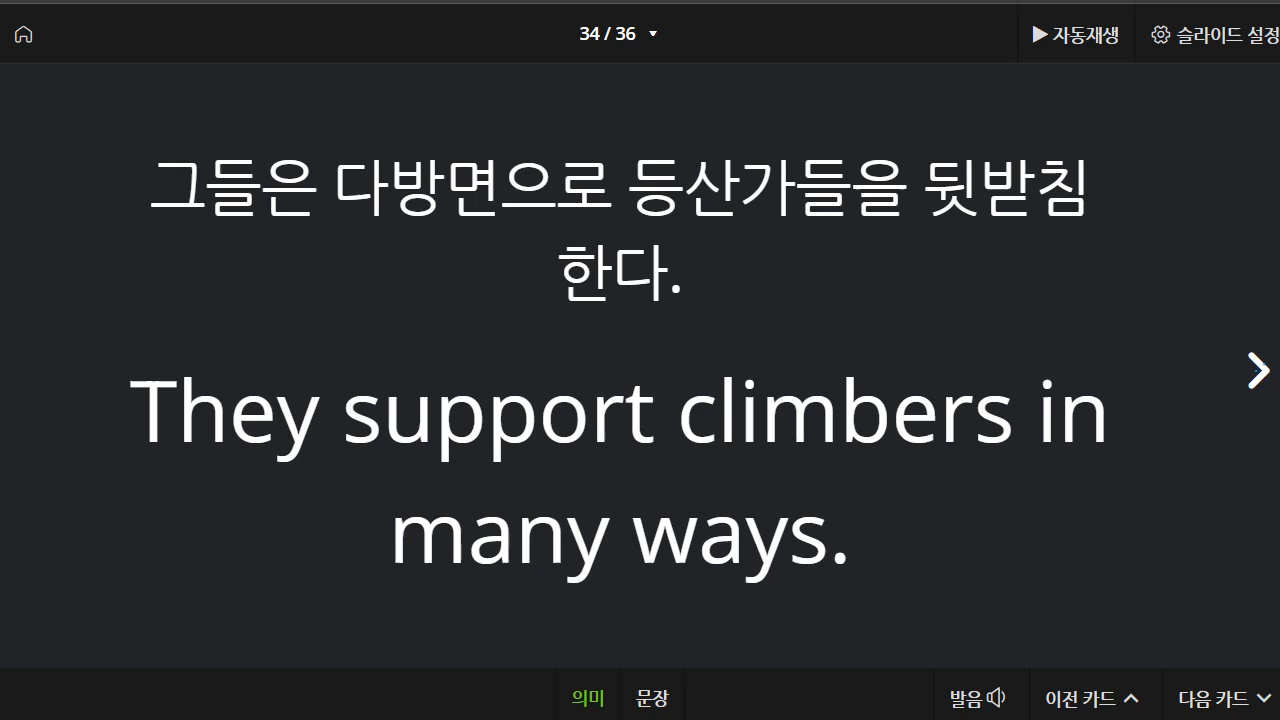 34 / 36
자동재생
슬라이드 설정
그들은 다방면으로 등산가들을 뒷받침
한다.
They support climbers in
many ways.
의미
문장
발음
이전 카드
다음 카드